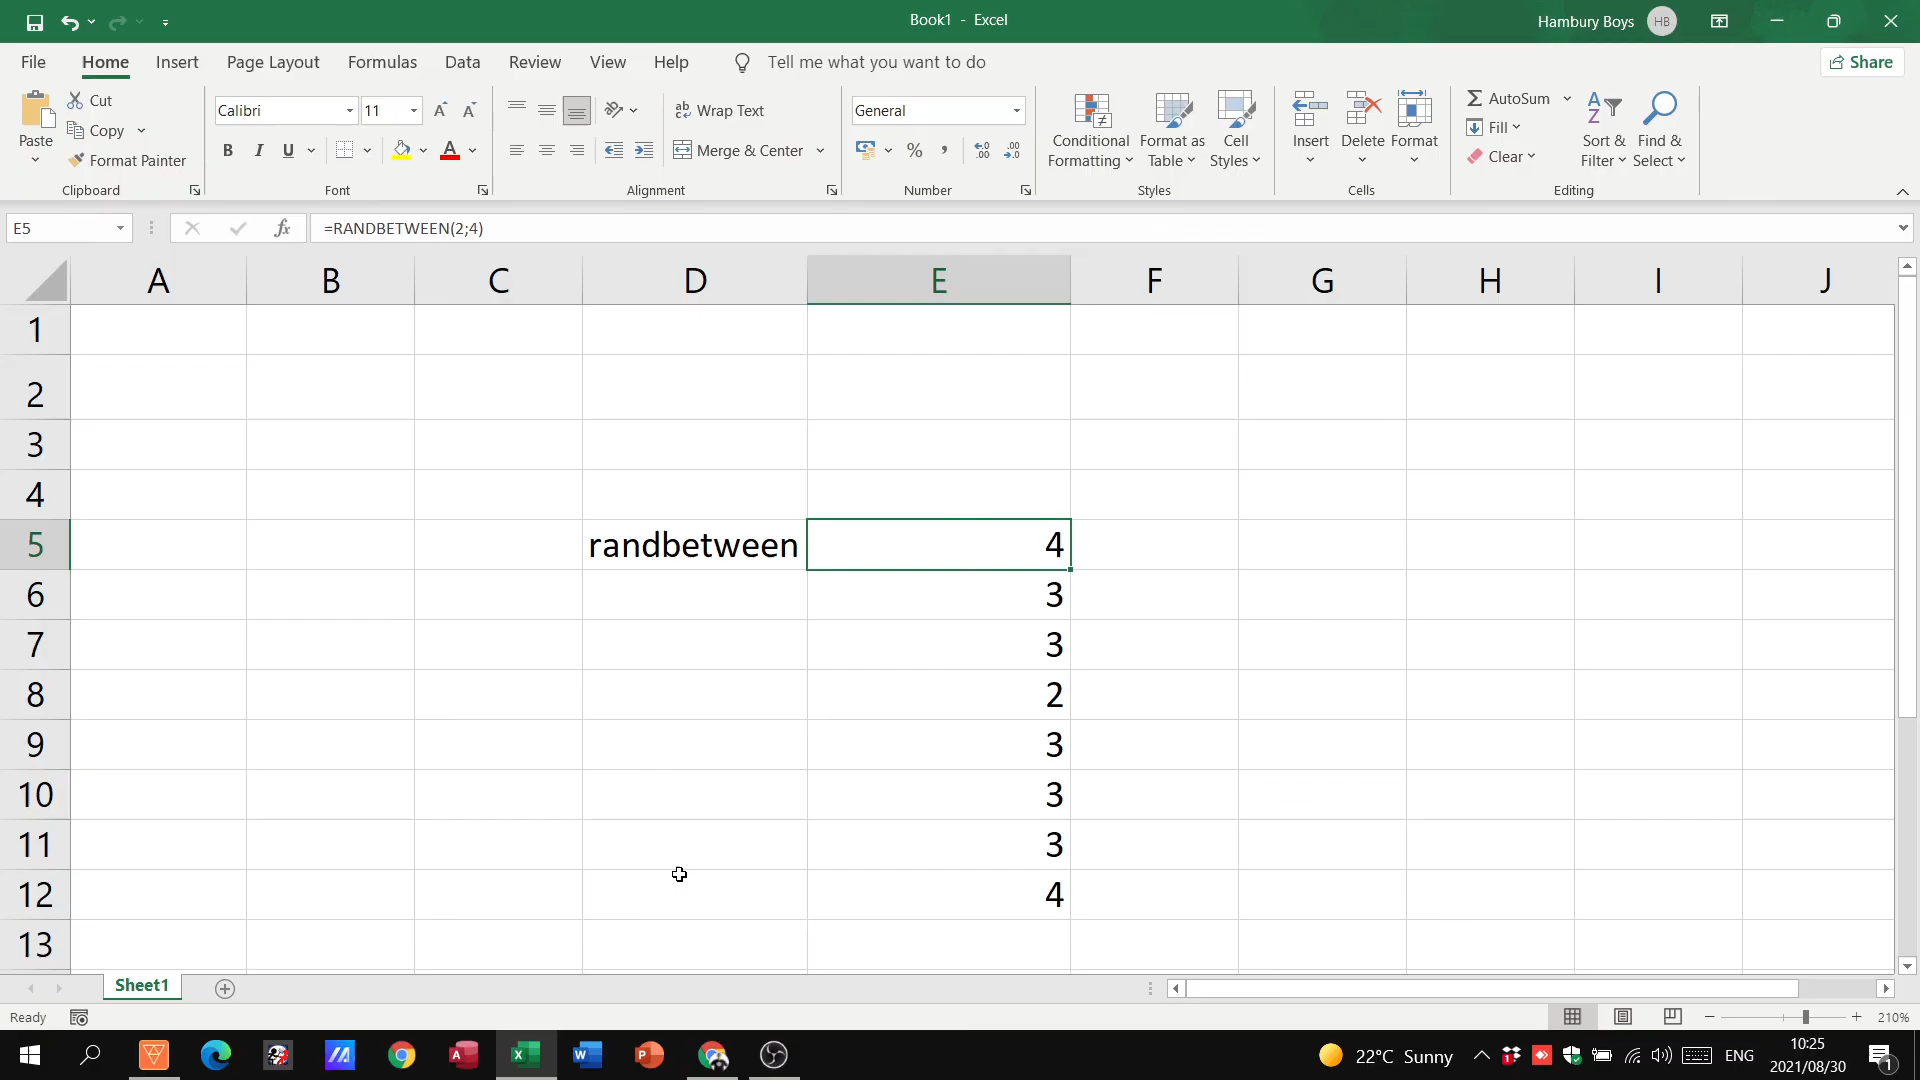 Book1 - Excel
Hambury Boys HB
File Home Insert Page Layout Formulas Data Review View Help Tell me what you want to do Share
Paste
Cut
Copy
Format Painter
Clipboard
Calibri 11
B I U
Font
Wrap Text
Merge & Center
Alignment
General
Number
Conditional Formatting
Format as Table
Cell Styles
Styles
Insert Delete Format
Cells
AutoSum
Fill
Clear
Sort & Filter
Find & Select
Editing
E5 fx =RANDBETWEEN(2;4)
A B C D E F G H I J
1
2
3
4
5 randbetween 4
6 3
7 3
8 2
9 3
10 3
11 3
12 4
13
Sheet1
Ready 210%
22°C Sunny ENG 10:25
2021/08/30 1